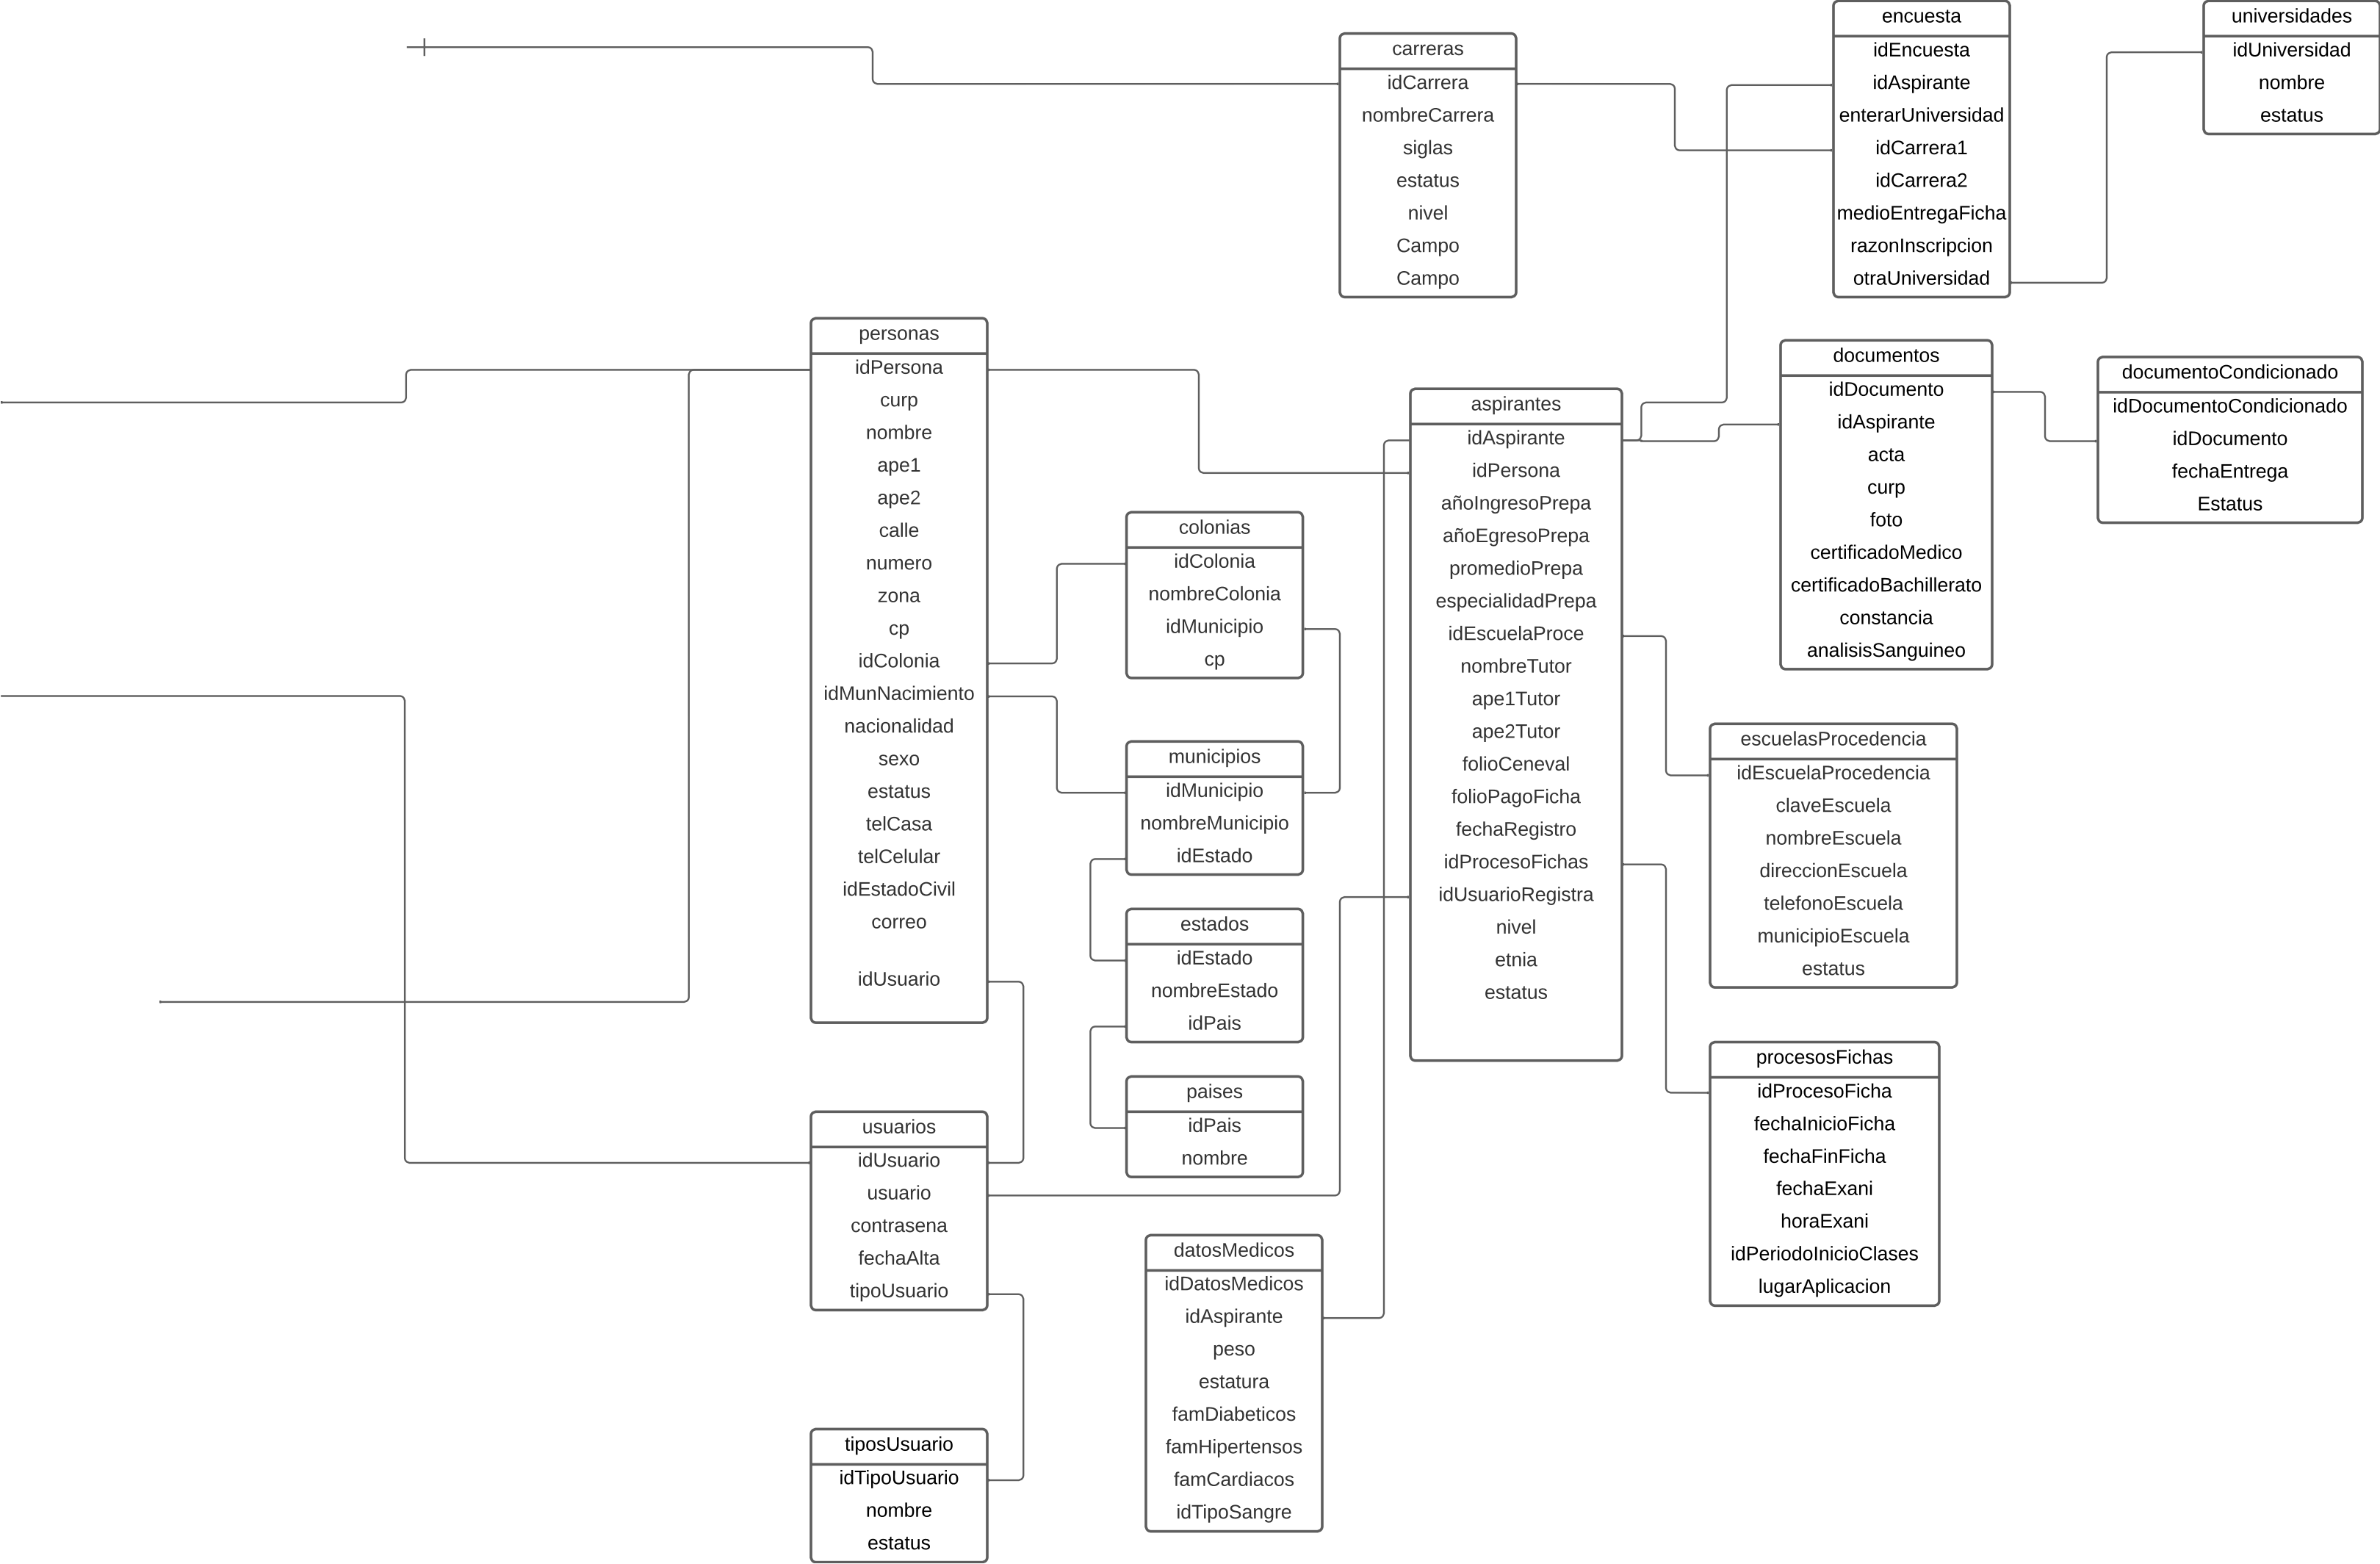 carreras
idCarrera
nombreCarrera
siglas
estatus
nivel
Campo
Campo
encuesta
idEncuesta
idAspirante
enterarUniversidad
idCarrera1
idCarrera2
medioEntregaFicha
razonInscripcion
otraUniversidad
universidades
idUniversidad
nombre
estatus
personas
idPersona
curp
nombre
ape1
ape2
calle
numero
zona
cp
idColonia
idMunNacimiento
nacionalidad
sexo
estatus
telCasa
telCelular
idEstadoCivil
correo
idUsuario
colonias
idColonia
nombreColonia
idMunicipio
cp
municipios
idMunicipio
nombreMunicipio
idEstado
estados
idEstado
nombreEstado
idPais
paises
idPais
nombre
aspirantes
idAspirante
idPersona
añoIngresoPrepa
añoEgresoPrepa
promedioPrepa
especialidadPrepa
idEscuelaProce
nombreTutor
ape1Tutor
ape2Tutor
folioCeneval
folioPagoFicha
fechaRegistro
idProcesoFichas
idUsuarioRegistra
nivel
etnia
estatus
documentos
idDocumento
idAspirante
acta
curp
foto
certificadoMedico
certificadoBachillerato
constancia
analisisSanguineo
documentoCondicionado
idDocumentoCondicionado
idDocumento
fechaEntrega
Estatus
escuelasProcedencia
idEscuelaProcedencia
claveEscuela
nombreEscuela
direccionEscuela
telefonoEscuela
municipioEscuela
estatus
procesosFichas
idProcesoFicha
fechaInicioFicha
fechaFinFicha
fechaExani
horaExani
idPeriodoInicioClases
lugarAplicacion
usuarios
idUsuario
usuario
contrasena
fechaAlta
tipoUsuario
datosMedicos
idDatosMedicos
idAspirante
peso
estatura
famDiabeticos
famHipertensos
famCardiacos
idTipoSangre
tiposUsuario
idTipoUsuario
nombre
estatus